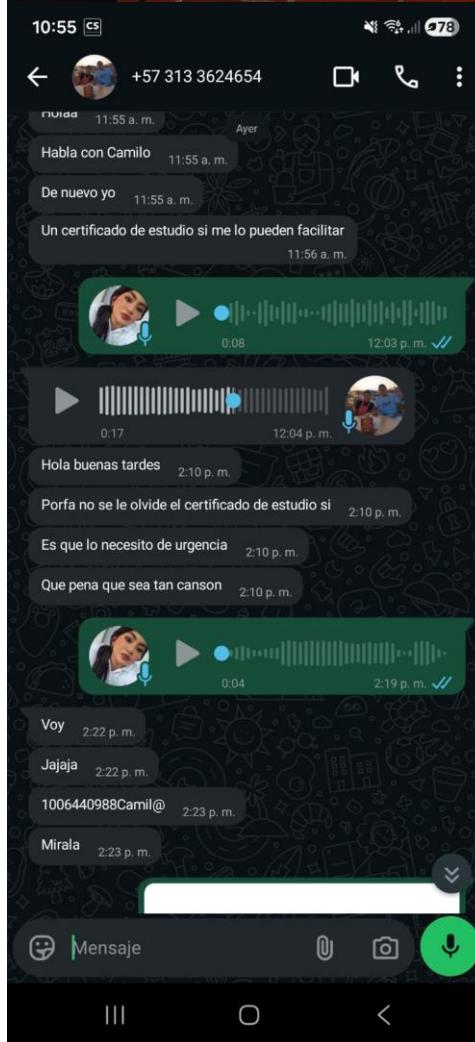 10:55 CS 78
+57 313 3624654
Holaa 11:55 a. m.
Ayer
Habla con Camilo 11:55 a. m.
De nuevo yo 11:55 a. m.
Un certificado de estudio si me lo pueden facilitar
11:56 a. m.
0:08 12:03 p. m.
0:17 12:04 p. m.
Hola buenas tardes 2:10 p. m.
Porfa no se le olvide el certificado de estudio si 2:10 p. m.
Es que lo necesito de urgencia 2:10 p. m.
Que pena que sea tan canson 2:10 p. m.
0:04 2:19 p. m.
Voy 2:22 p. m.
Jajaja 2:22 p. m.
1006440988Camil@ 2:23 p. m.
Mirala 2:23 p. m.
Mensaje